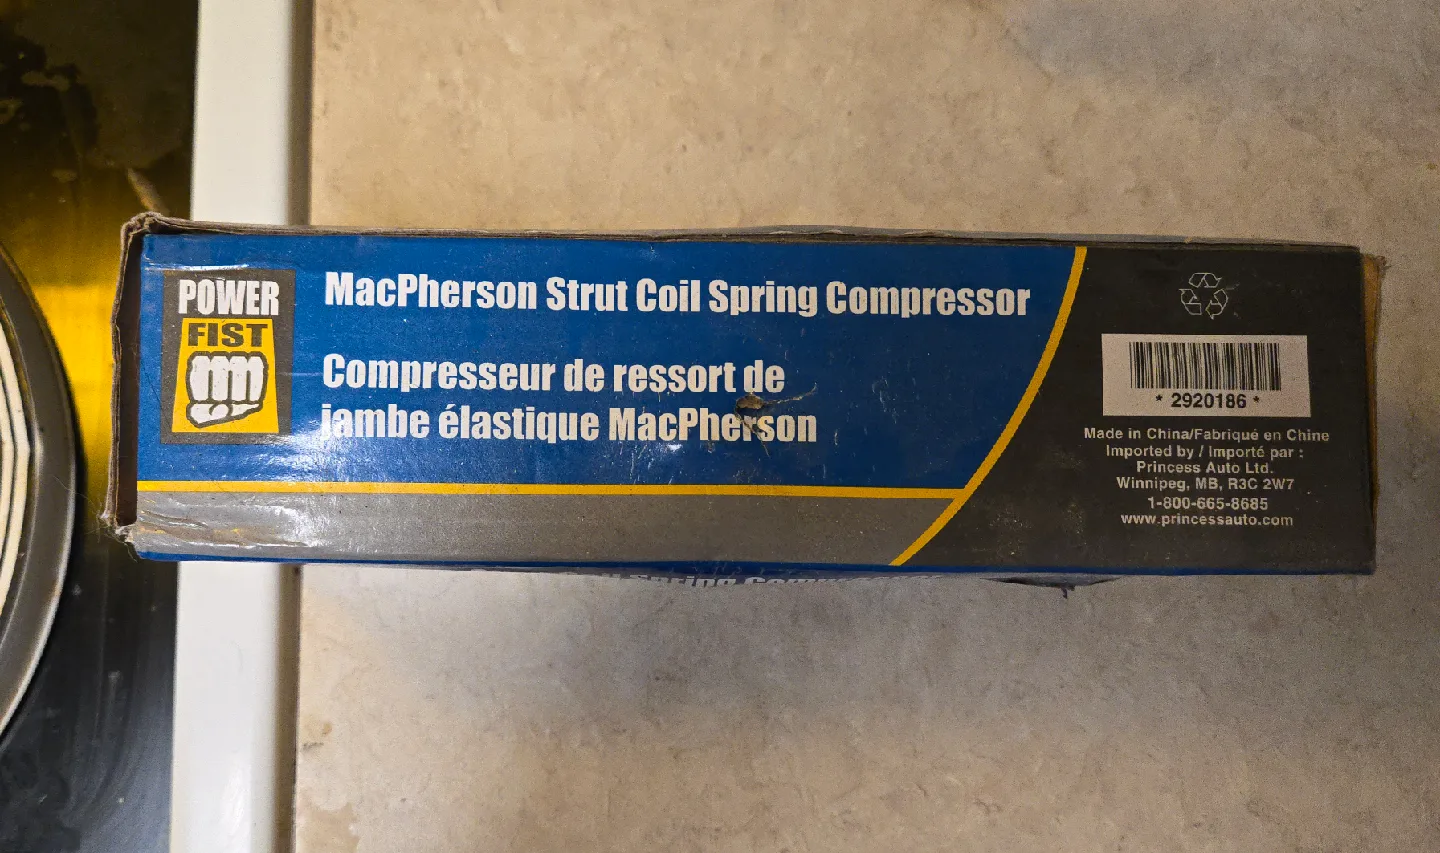 POWER
FIST
MacPherson Strut Coil Spring Compressor
Compresseur de ressort de
jambe élastique MacPherson
* 2920186 *
Made in China/Fabriqué en Chine
Imported by / Importé par :
Princess Auto Ltd.
Winnipeg, MB, R3C 2W7
1-800-665-8685
www.princessauto.com
Spring